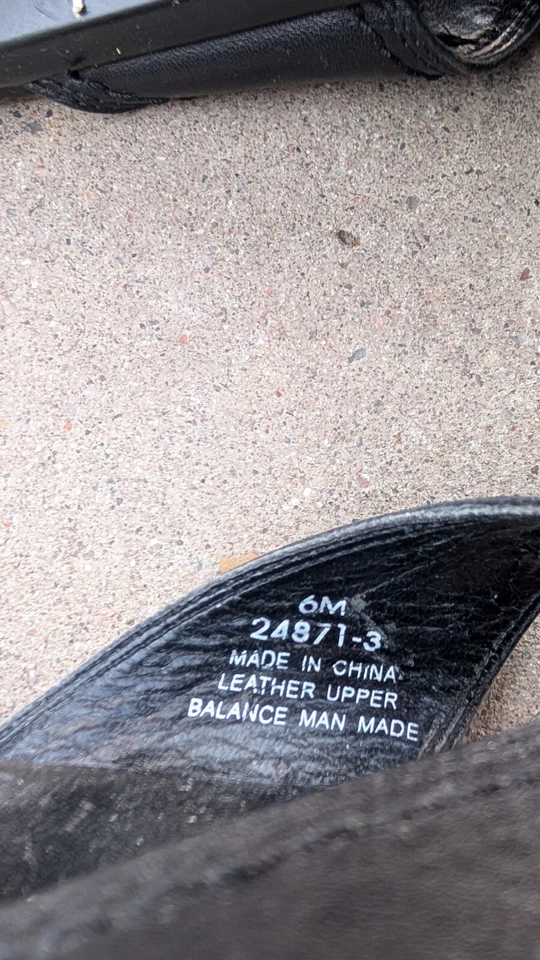 6M
24871-3
MADE IN CHINA
LEATHER UPPER
BALANCE MAN MADE